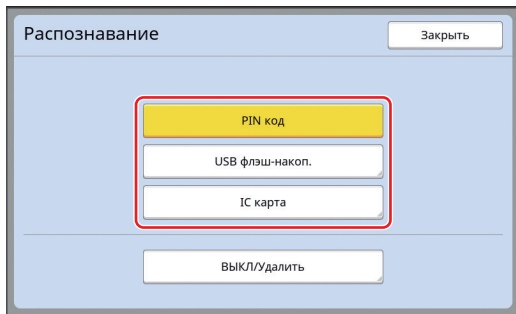 Распознавание
Закрыть
PIN код
USB флэш-накоп.
IC карта
ВЫКЛ/Удалить